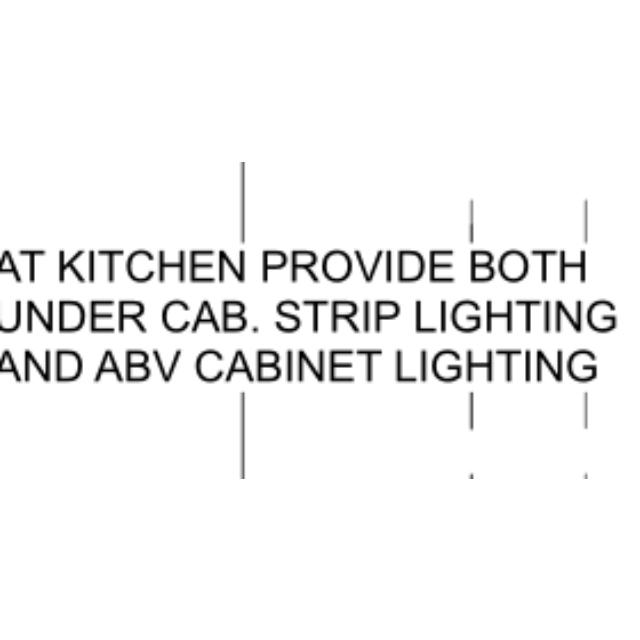 AT KITCHEN PROVIDE BOTH
UNDER CAB. STRIP LIGHTING
AND ABV CABINET LIGHTING